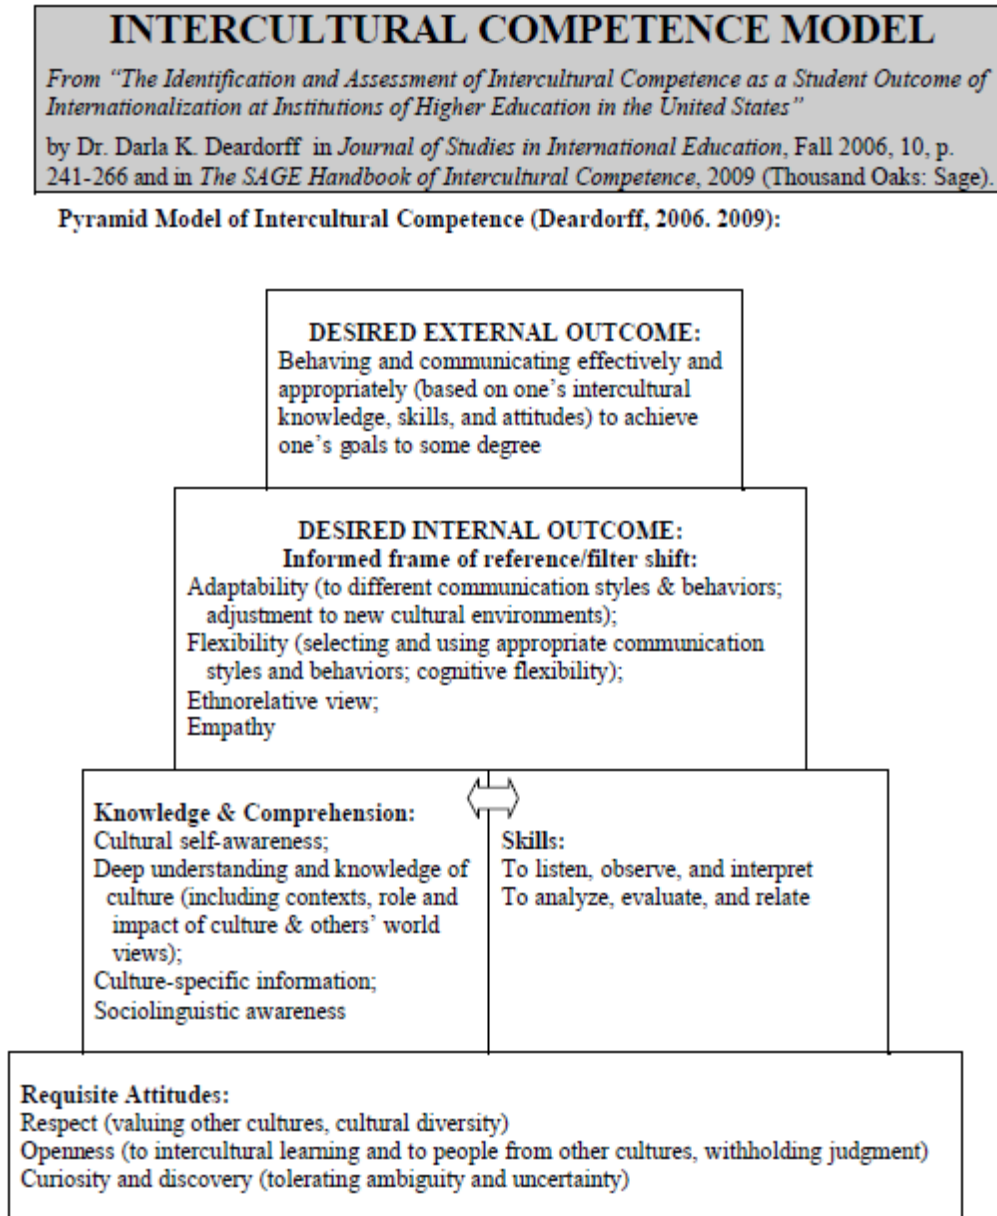 INTERCULTURAL COMPETENCE MODEL
From “The Identification and Assessment of Intercultural Competence as a Student Outcome of
Internationalization at Institutions of Higher Education in the United States”
by Dr. Darla K. Deardorff in Journal of Studies in International Education, Fall 2006, 10, p.
241-266 and in The SAGE Handbook of Intercultural Competence, 2009 (Thousand Oaks: Sage).
Pyramid Model of Intercultural Competence (Deardorff, 2006. 2009):
DESIRED EXTERNAL OUTCOME:
Behaving and communicating effectively and
appropriately (based on one’s intercultural
knowledge, skills, and attitudes) to achieve
one’s goals to some degree
DESIRED INTERNAL OUTCOME:
Informed frame of reference/filter shift:
Adaptability (to different communication styles & behaviors;
adjustment to new cultural environments);
Flexibility (selecting and using appropriate communication
styles and behaviors; cognitive flexibility);
Ethnorelative view;
Empathy
Knowledge & Comprehension:
Cultural self-awareness;
Deep understanding and knowledge of
culture (including contexts, role and
impact of culture & others’ world
views);
Culture-specific information;
Sociolinguistic awareness
Skills:
To listen, observe, and interpret
To analyze, evaluate, and relate
Requisite Attitudes:
Respect (valuing other cultures, cultural diversity)
Openness (to intercultural learning and to people from other cultures, withholding judgment)
Curiosity and discovery (tolerating ambiguity and uncertainty)